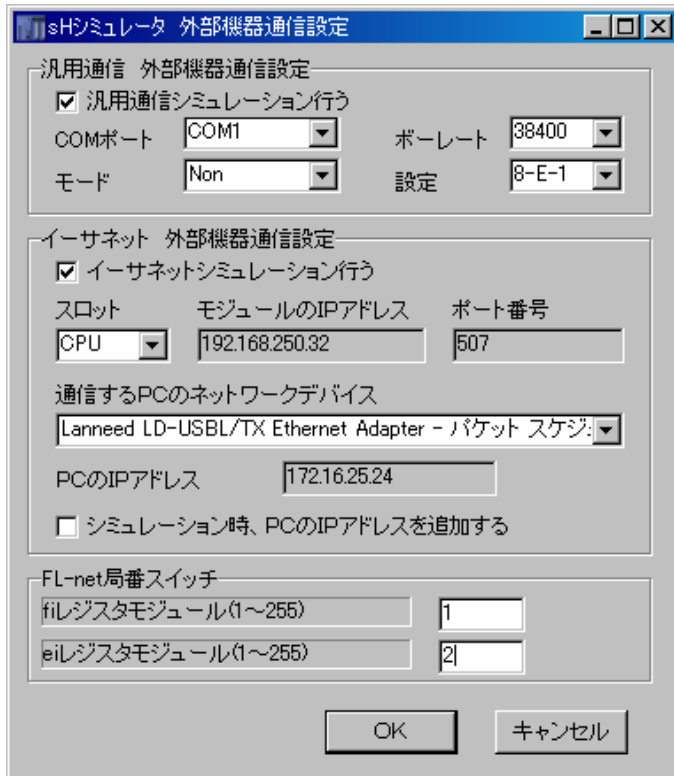 sHシミュレータ 外部機器通信設定
汎用通信 外部機器通信設定
汎用通信シミュレーション行う
COMポート COM1 ボーレート 38400
モード Non 設定 8-E-1
イーサネット 外部機器通信設定
イーサネットシミュレーション行う
スロット モジュールのIPアドレス ポート番号
CPU 192.168.250.32 507
通信するPCのネットワークデバイス
Lanneed LD-USBL/TX Ethernet Adapter - パケット スケジ
PCのIPアドレス 172.16.25.24
シミュレーション時、PCのIPアドレスを追加する
FL-net局番スイッチ
fiレジスタモジュール(1～255) 1
eiレジスタモジュール(1～255) 2
OK キャンセル